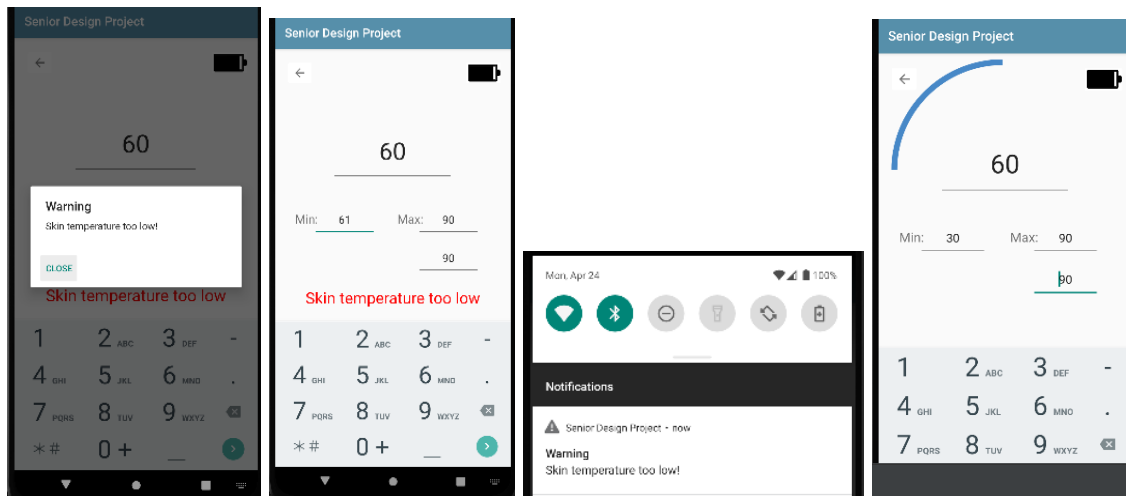 Senior Design Project
60
Warning
Skin temperature too low!
CLOSE
Skin temperature too low
1 2 ABC 3 DEF -
4 GHI 5 JKL 6 MNO .
7 PQRS 8 TUV 9 WXYZ
*# 0 + _
Senior Design Project
60
Min: 61 Max: 90
90
Skin temperature too low
1 2 ABC 3 DEF -
4 GHI 5 JKL 6 MNO .
7 PQRS 8 TUV 9 WXYZ
*# 0 + _
Mon, Apr 24 100%
Notifications
Senior Design Project - now
Warning
Skin temperature too low!
Senior Design Project
60
Min: 30 Max: 90
90
1 2 ABC 3 DEF -
4 GHI 5 JKL 6 MNO .
7 PQRS 8 TUV 9 WXYZ